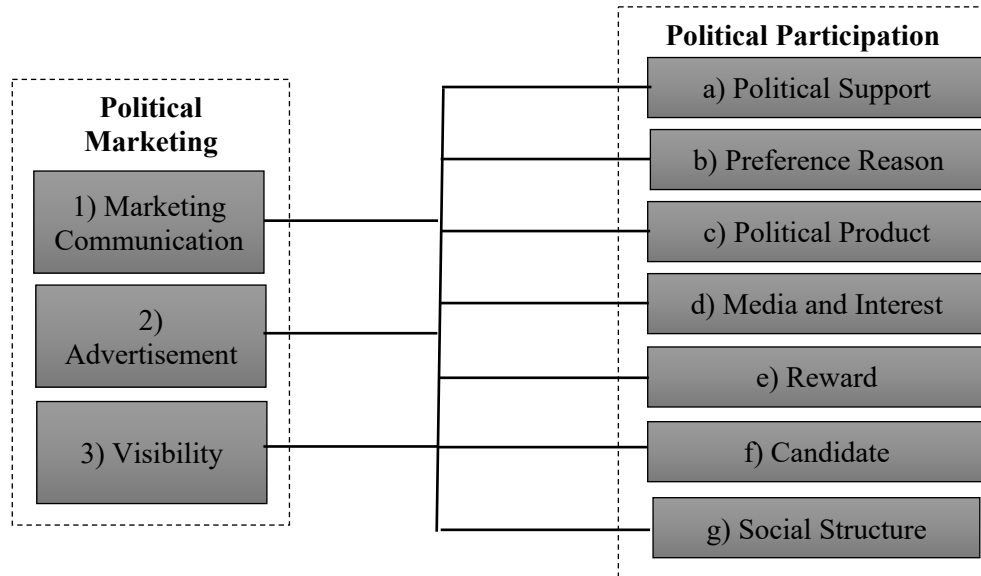 Political
Marketing
1) Marketing
Communication
2)
Advertisement
3) Visibility
Political Participation
a) Political Support
b) Preference Reason
c) Political Product
d) Media and Interest
e) Reward
f) Candidate
g) Social Structure